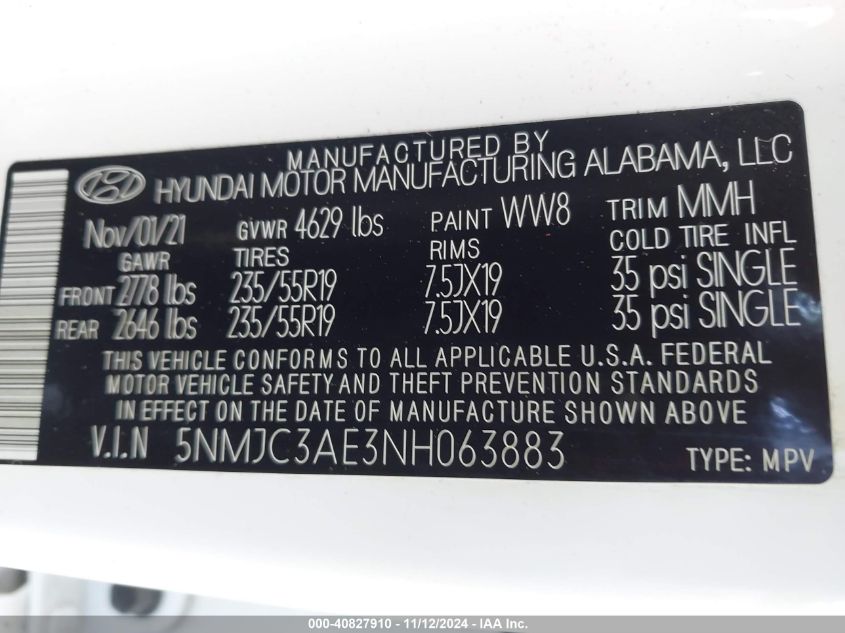 MANUFACTURED BY
HYUNDAI MOTOR MANUFACTURING ALABAMA, LLC
Nov/01/21 GVWR 4629 lbs PAINT WW8 TRIM MMH
GAWR TIRES RIMS COLD TIRE INFL
FRONT 2778 lbs 235/55R19 7.5JX19 35 psi SINGLE
REAR 2646 lbs 235/55R19 7.5JX19 35 psi SINGLE
THIS VEHICLE CONFORMS TO ALL APPLICABLE U.S.A. FEDERAL
MOTOR VEHICLE SAFETY AND THEFT PREVENTION STANDARDS
IN EFFECT ON THE DATE OF MANUFACTURE SHOWN ABOVE
V.I.N 5NMJC3AE3NH063883 TYPE: MPV
000-40827910 - 11/12/2024 - IAA Inc.